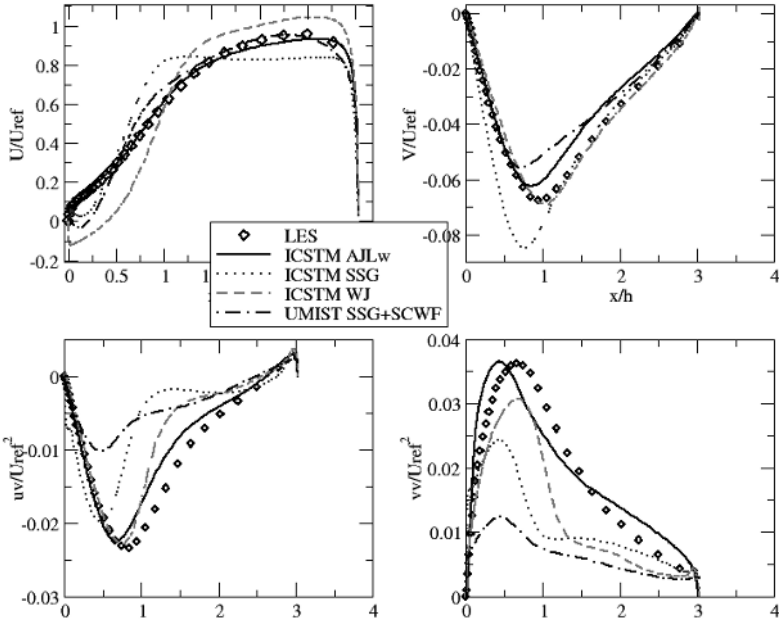 1
0.8
0.6
0.4
0.2
0
-0.2
U/Uref
0 0.5 1
0.00
-0.02
-0.04
-0.06
-0.08
V/Uref
0 1 2 3 4
x/h
LES
ICSTM AJLw
ICSTM SSG
ICSTM WJ
UMIST SSG+SCWF
0.00
-0.01
-0.02
-0.03
uv/Uref²
0 1 2 3 4
0.04
0.03
0.02
0.01
0
vv/Uref²
0 1 2 3 4